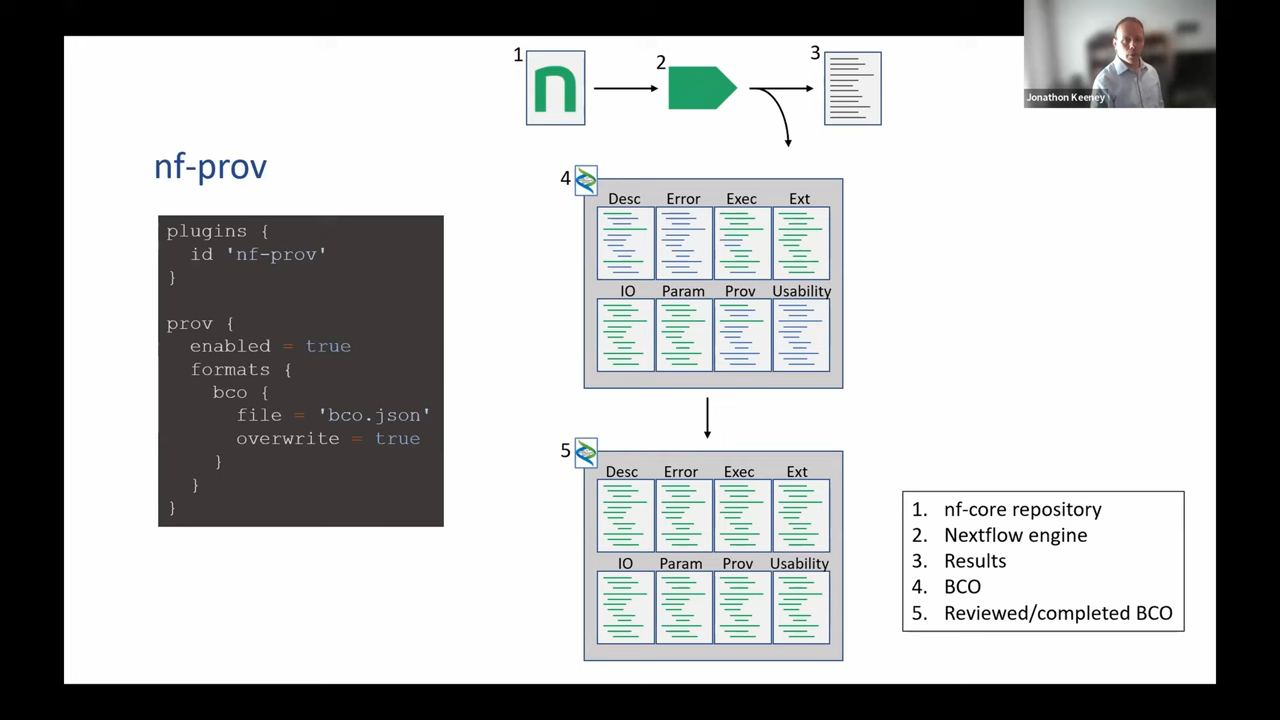 1
n
2
3
Jonathon Keeney
nf-prov
plugins {
id 'nf-prov'
}
prov {
enabled = true
formats {
bco {
file = 'bco.json'
overwrite = true
}
}
}
4
Desc Error Exec Ext
IO Param Prov Usability
5
Desc Error Exec Ext
IO Param Prov Usability
1. nf-core repository
2. Nextflow engine
3. Results
4. BCO
5. Reviewed/completed BCO